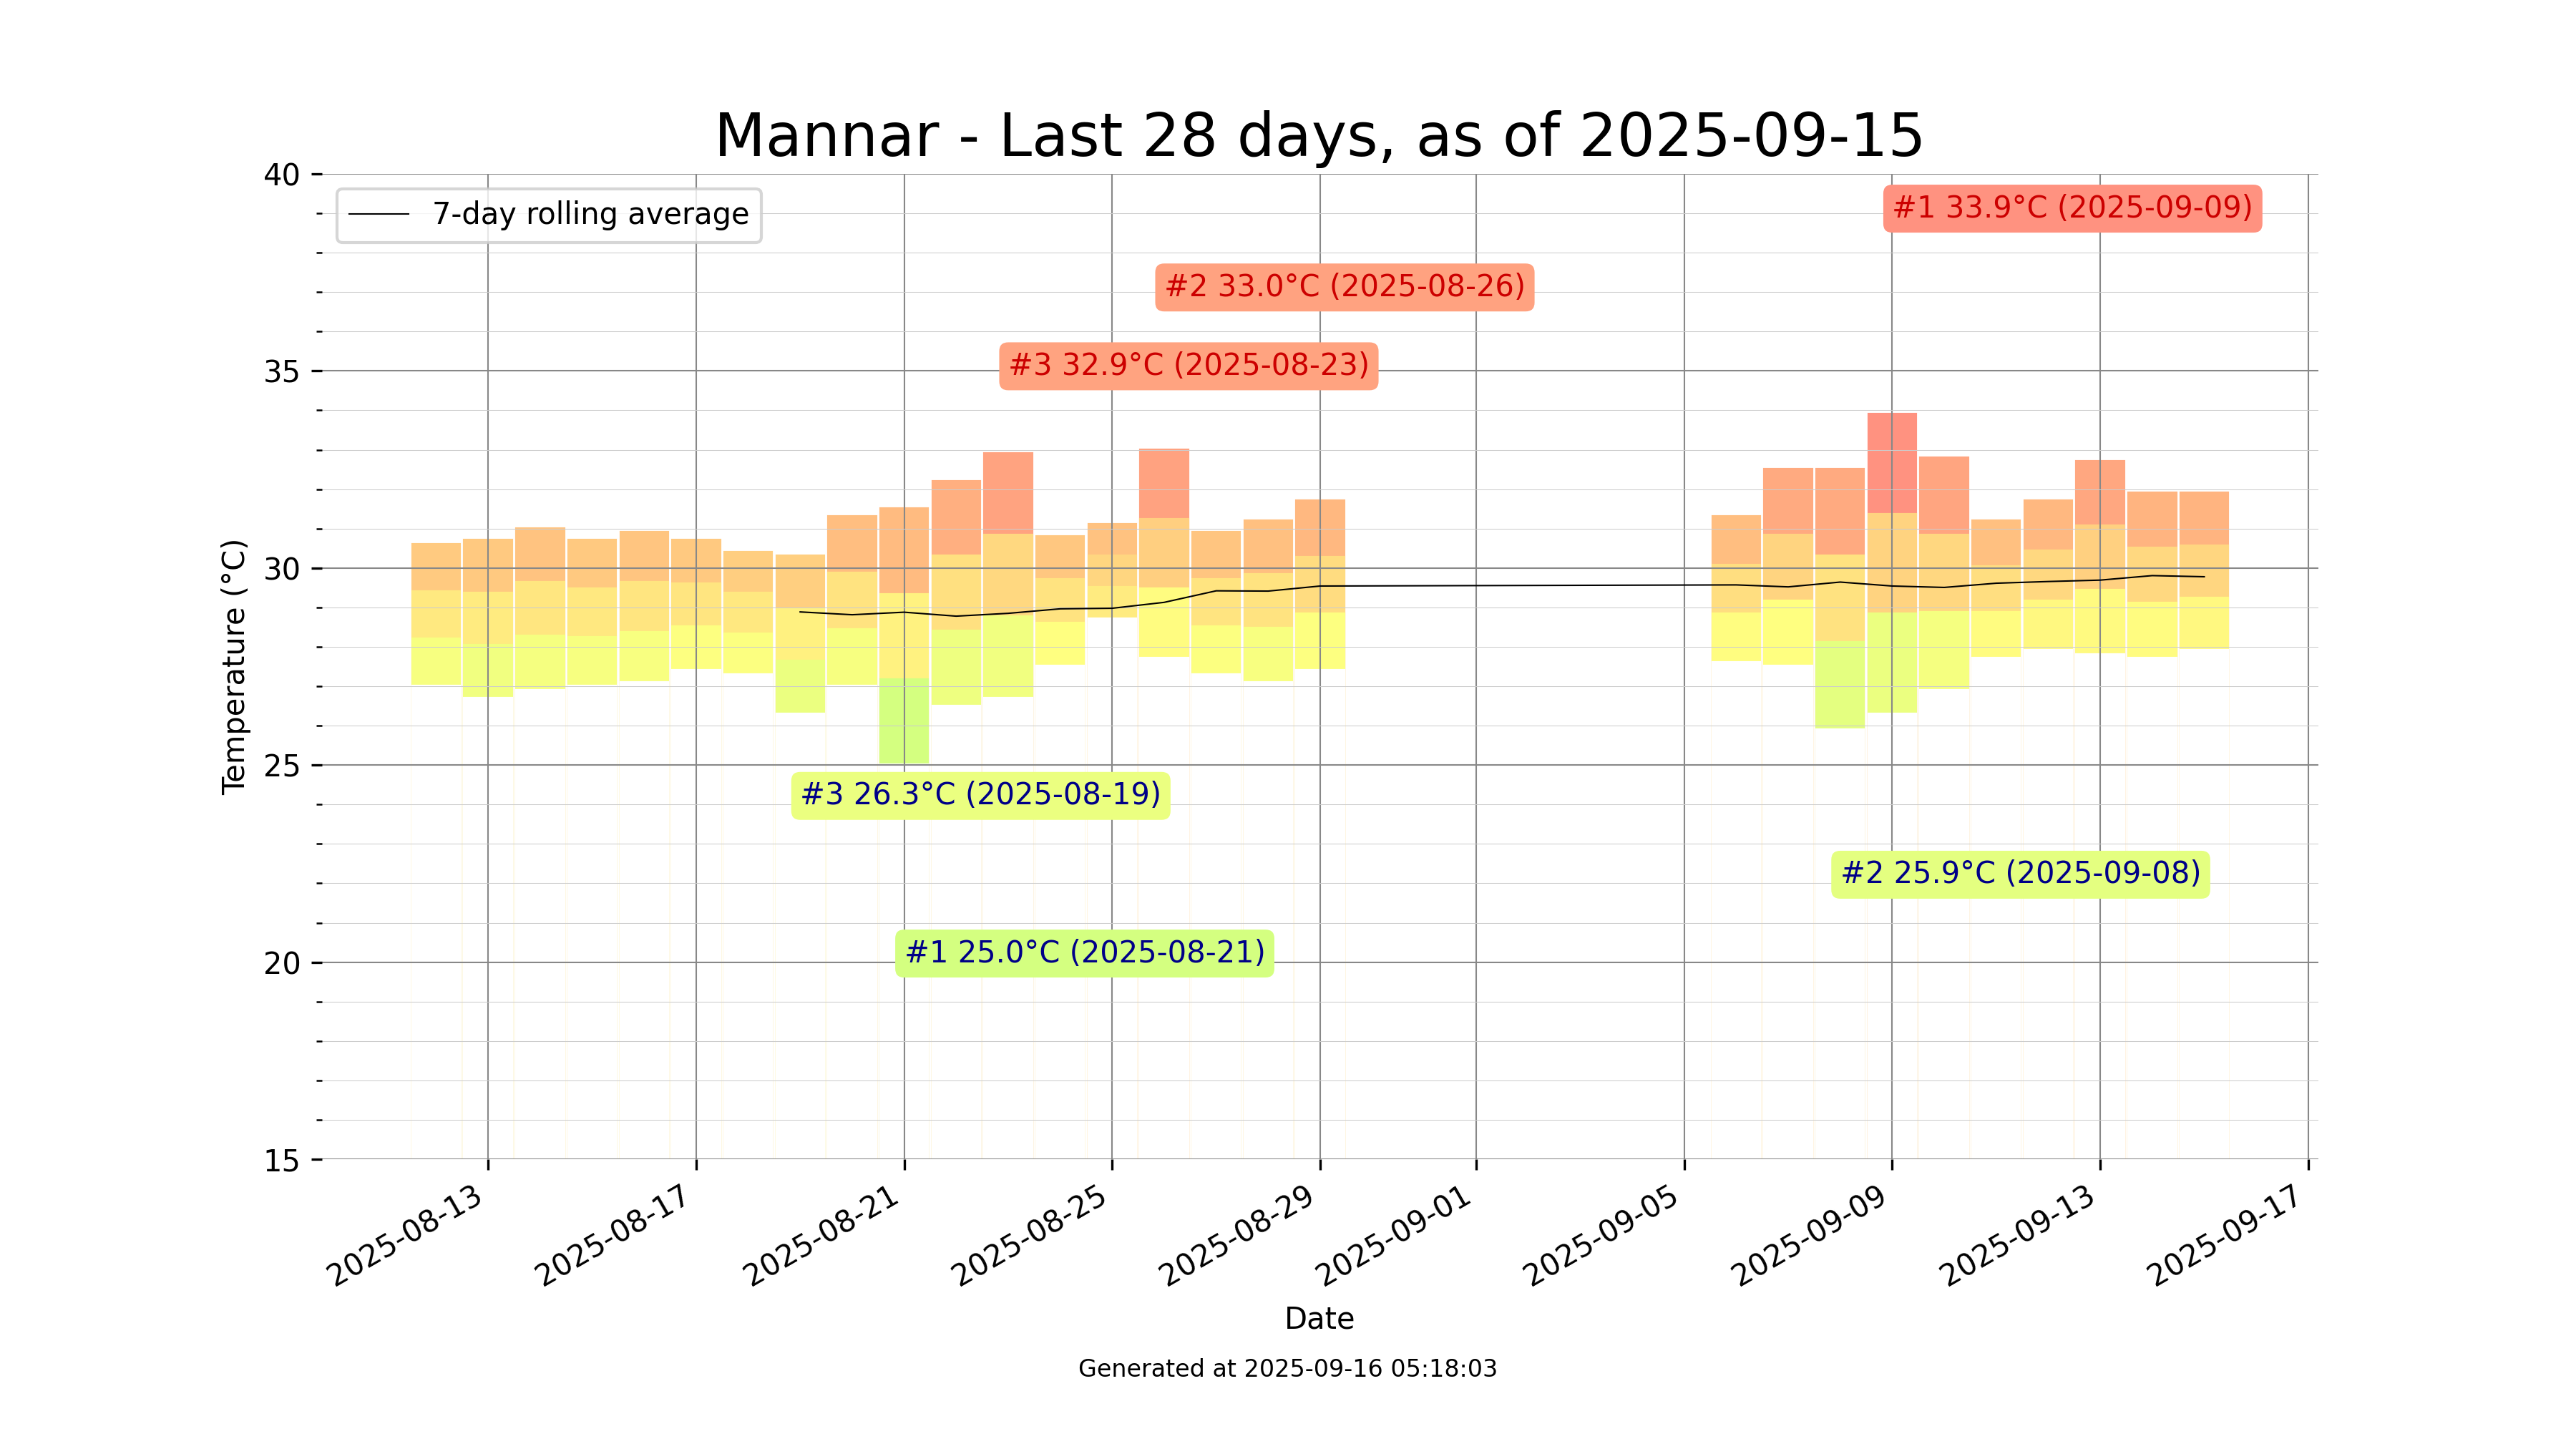 Mannar - Last 28 days, as of 2025-09-15
40
7-day rolling average
#1 33.9°C (2025-09-09)
#2 33.0°C (2025-08-26)
#3 32.9°C (2025-08-23)
35
30
Temperature (°C)
25
#3 26.3°C (2025-08-19)
#2 25.9°C (2025-09-08)
#1 25.0°C (2025-08-21)
20
15
2025-08-13
2025-08-17
2025-08-21
2025-08-25
2025-08-29
2025-09-01
2025-09-05
2025-09-09
2025-09-13
2025-09-17
Date
Generated at 2025-09-16 05:18:03